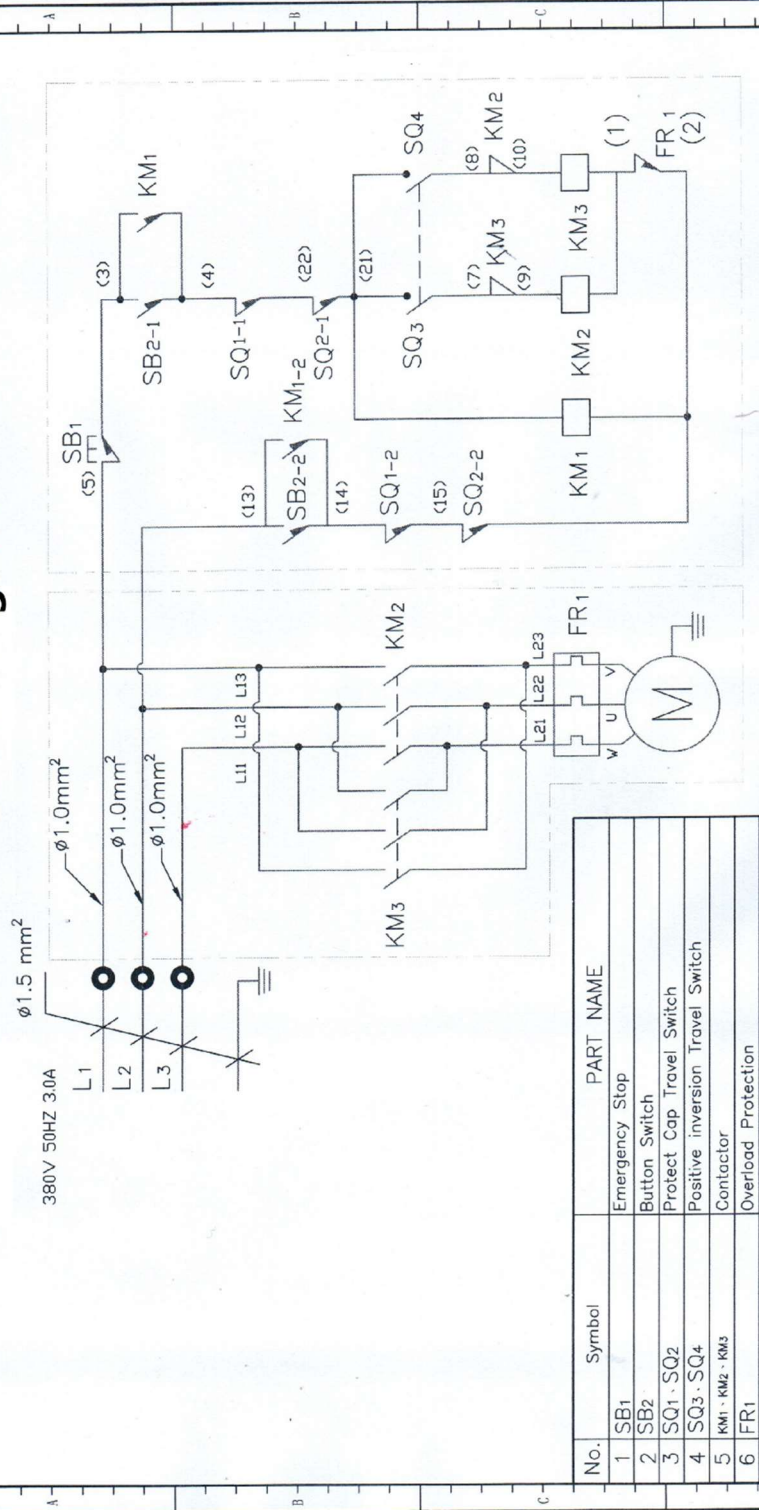 A
B
C
380V 50HZ 3.0A
ø1.5 mm²
ø1.0mm²
ø1.0mm²
ø1.0mm²
L1
L2
L3
L11
L12
L13
KM3
KM2
L21
L22
L23
FR1
W
U
V
M
(5)
SB1
(3)
SB2-1
KM1
(4)
SQ1-1
(22)
SQ2-1
(21)
(13)
SB2-2
KM1-2
(14)
SQ1-2
(15)
SQ2-2
SQ3
SQ4
(7)
KM3
(9)
(8)
KM2
(10)
KM1
KM2
KM3
(1)
FR 1
(2)
No. Symbol PART NAME
1 SB1 Emergency Stop
2 SB2 Button Switch
3 SQ1 · SQ2 Protect Cap Travel Switch
4 SQ3 · SQ4 Positive inversion Travel Switch
5 KM1 · KM2 · KM3 Contactor
6 FR1 Overload Protection
A
B
C